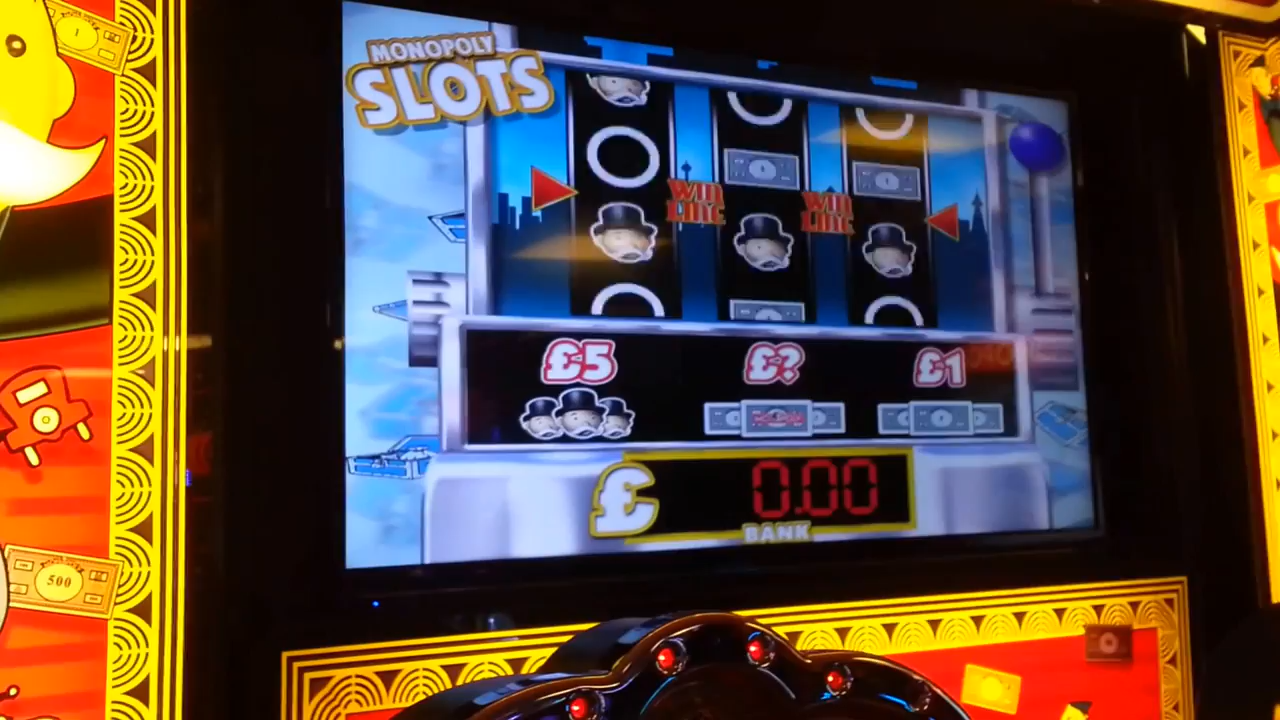 MONOPOLY
SLOTS
WIN
LINE
WIN
LINE
£5
£?
£1
£
0.00
BANK
500
1